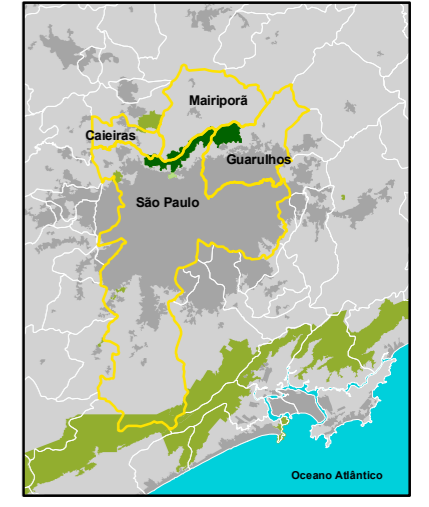 Mairiporã
Caieiras
Guarulhos
São Paulo
Oceano Atlântico